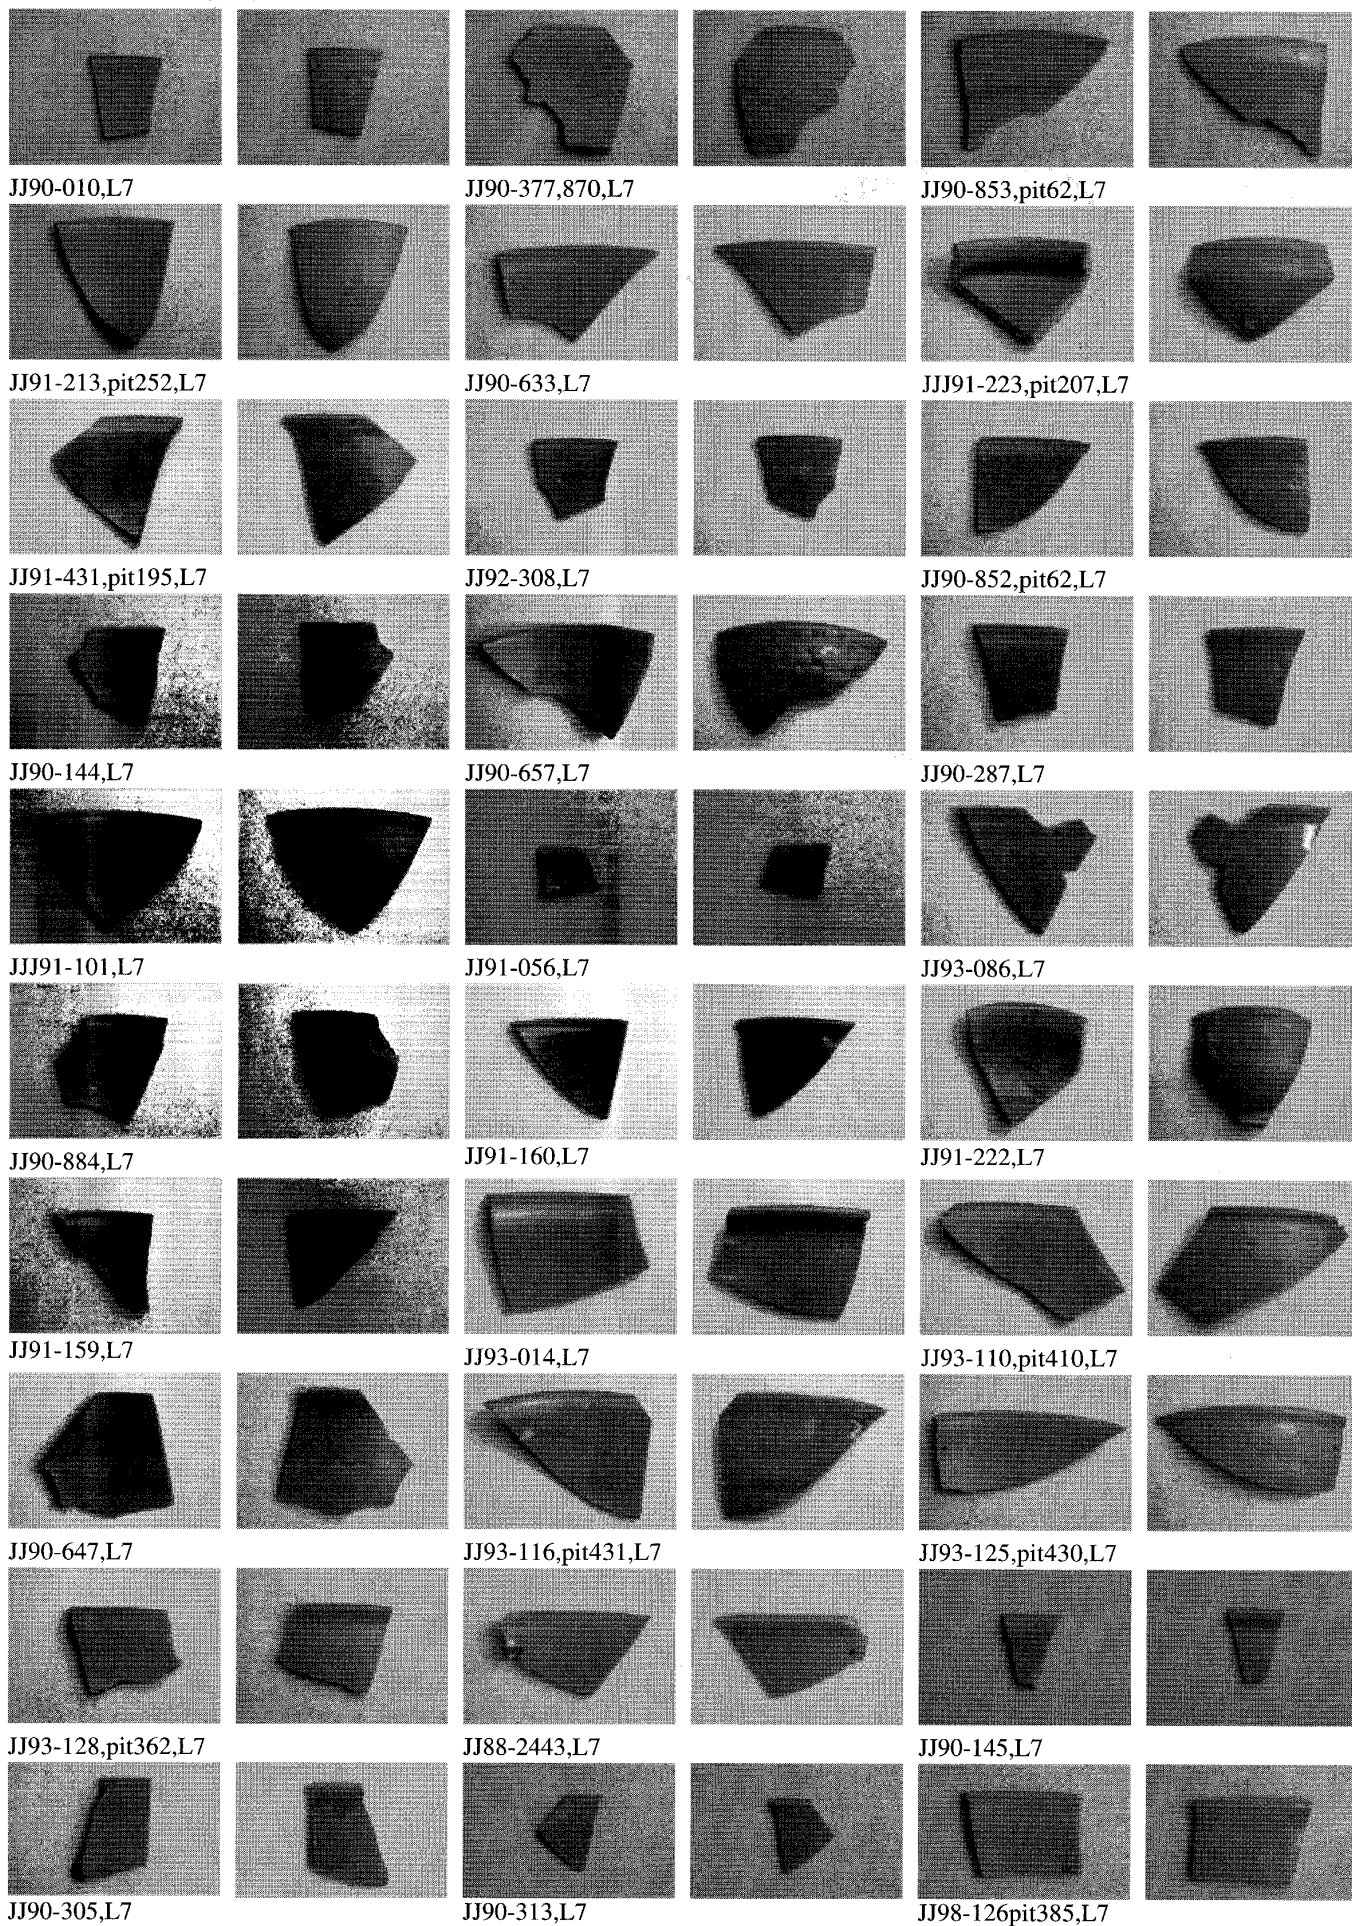 JJ90-010,L7
JJ90-377,870,L7
JJ90-853,pit62,L7
JJ91-213,pit252,L7
JJ90-633,L7
JJJ91-223,pit207,L7
JJ91-431,pit195,L7
JJ92-308,L7
JJ90-852,pit62,L7
JJ90-144,L7
JJ90-657,L7
JJ90-287,L7
JJJ91-101,L7
JJ91-056,L7
JJ93-086,L7
JJ90-884,L7
JJ91-160,L7
JJ91-222,L7
JJ91-159,L7
JJ93-014,L7
JJ93-110,pit410,L7
JJ90-647,L7
JJ93-116,pit431,L7
JJ93-125,pit430,L7
JJ93-128,pit362,L7
JJ88-2443,L7
JJ90-145,L7
JJ90-305,L7
JJ90-313,L7
JJ98-126pit385,L7